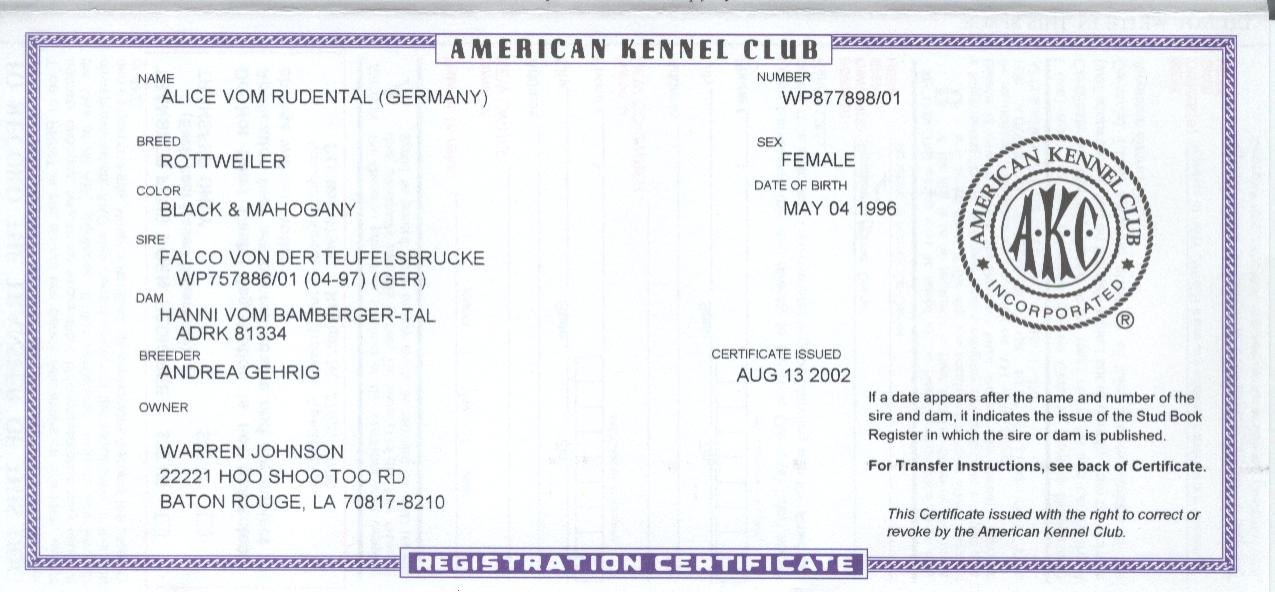 AMERICAN KENNEL CLUB
NAME
ALICE VOM RUDENTAL (GERMANY)
NUMBER
WP877898/01
BREED
ROTTWEILER
SEX
FEMALE
COLOR
BLACK & MAHOGANY
DATE OF BIRTH
MAY 04 1996
SIRE
FALCO VON DER TEUFELSBRUCKE
WP757886/01 (04-97) (GER)
DAM
HANNI VOM BAMBERGER-TAL
ADRK 81334
BREEDER
ANDREA GEHRIG
CERTIFICATE ISSUED
AUG 13 2002
OWNER
WARREN JOHNSON
22221 HOO SHOO TOO RD
BATON ROUGE, LA 70817-8210
AMERICAN KENNEL CLUB
A·K·C
INCORPORATED
®
If a date appears after the name and number of the
sire and dam, it indicates the issue of the Stud Book
Register in which the sire or dam is published.
For Transfer Instructions, see back of Certificate.
This Certificate issued with the right to correct or
revoke by the American Kennel Club.
REGISTRATION CERTIFICATE